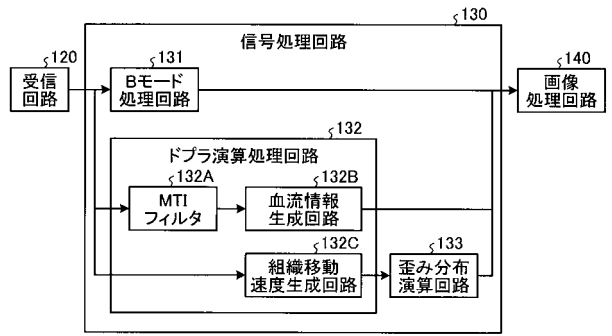 130
信号処理回路
120
受信
回路
131
Bモード
処理回路
140
画像
処理回路
132
ドプラ演算処理回路
132A
MTI
フィルタ
132B
血流情報
生成回路
132C
組織移動
速度生成回路
133
歪み分布
演算回路